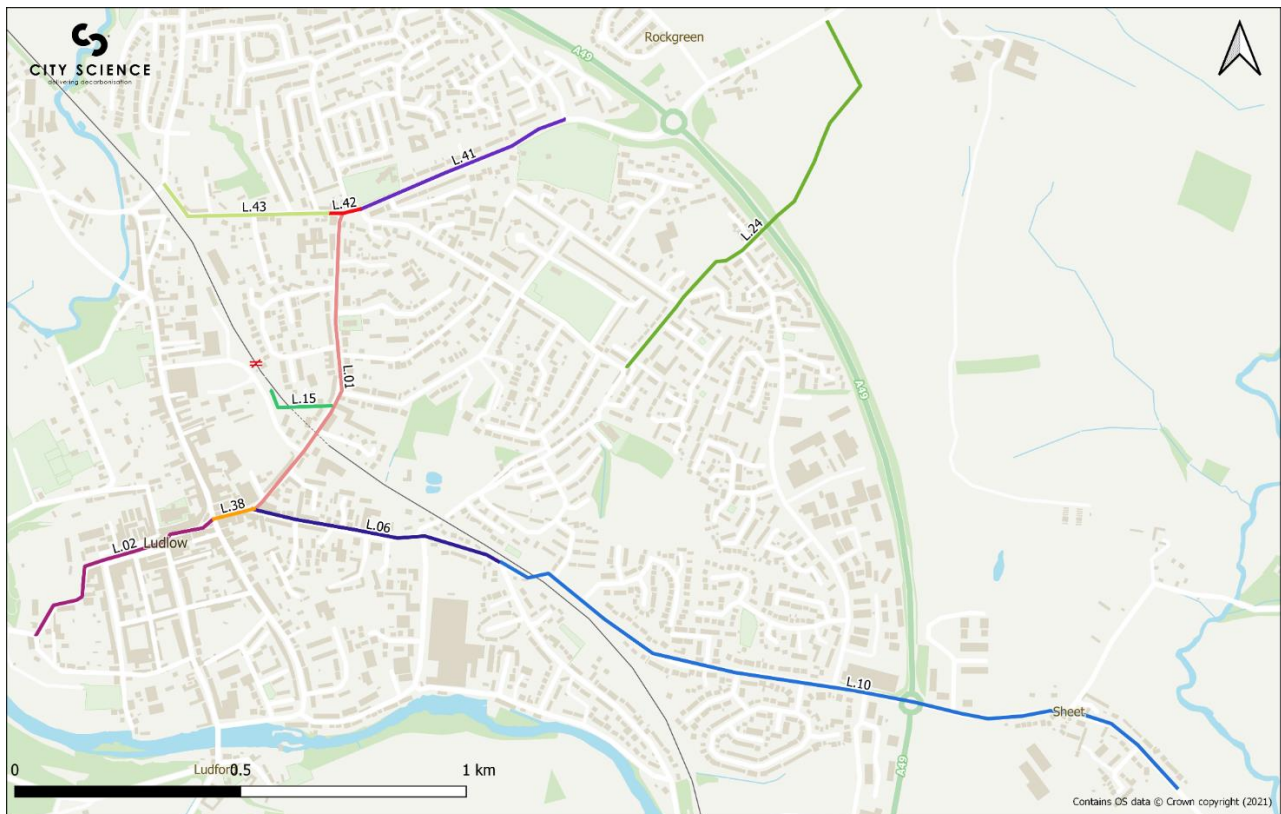 CITY SCIENCE
delivering decarbonisation
Rockgreen
A49
L.41
L.42
L.43
L.24
L.01
L.15
A49
L.38
L.06
L.02
Ludlow
L.10
Sheet
A49
Ludford
0 0.5 1 km
Contains OS data © Crown copyright (2021)